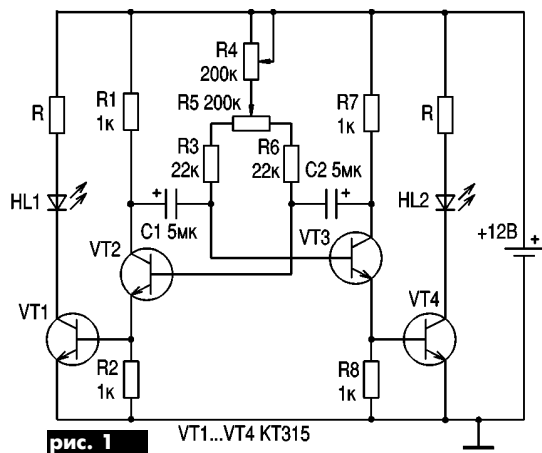 R4
200к
R5 200к
R
R1
1к
R3
22к
R6
22к
R7
1к
R
HL1
C1 5мк
C2 5мк
HL2
+12В
+
VT2
VT3
VT1
VT4
R2
1к
R8
1к
рис. 1
VT1...VT4 КТ315